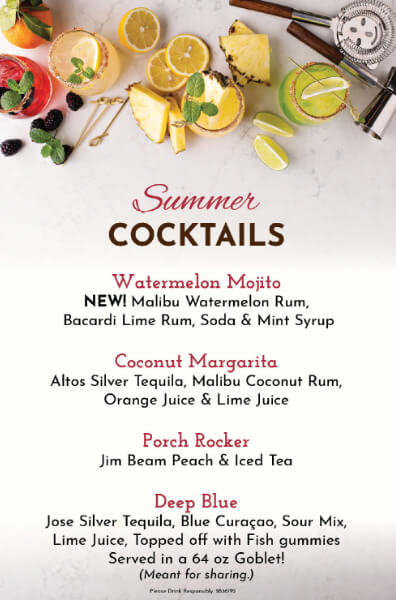 Summer
COCKTAILS
Watermelon Mojito
NEW! Malibu Watermelon Rum,
Bacardi Lime Rum, Soda & Mint Syrup
Coconut Margarita
Altos Silver Tequila, Malibu Coconut Rum,
Orange Juice & Lime Juice
Porch Rocker
Jim Beam Peach & Iced Tea
Deep Blue
Jose Silver Tequila, Blue Curaçao, Sour Mix,
Lime Juice, Topped off with Fish gummies
Served in a 64 oz Goblet!
(Meant for sharing.)
Please Drink Responsibly.